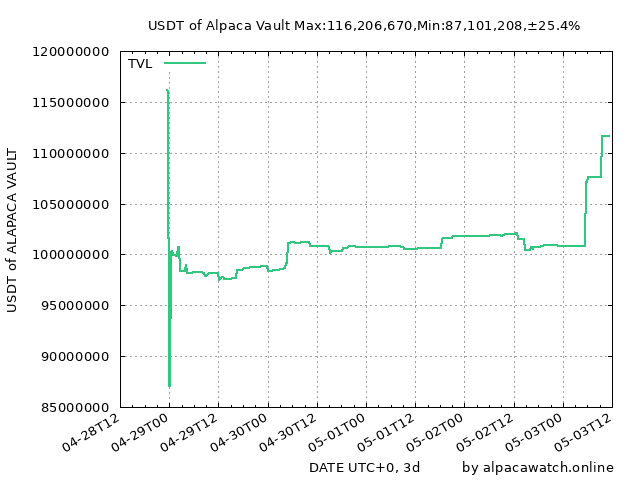 USDT of Alpaca Vault Max:116,206,670,Min:87,101,208,±25.4%
TVL
120000000
115000000
110000000
105000000
100000000
95000000
90000000
85000000
USDT of ALAPACA VAULT
04-28T12
04-29T00
04-29T12
04-30T00
04-30T12
05-01T00
05-01T12
05-02T00
05-02T12
05-03T00
05-03T12
DATE UTC+0, 3d
by alpacawatch.online